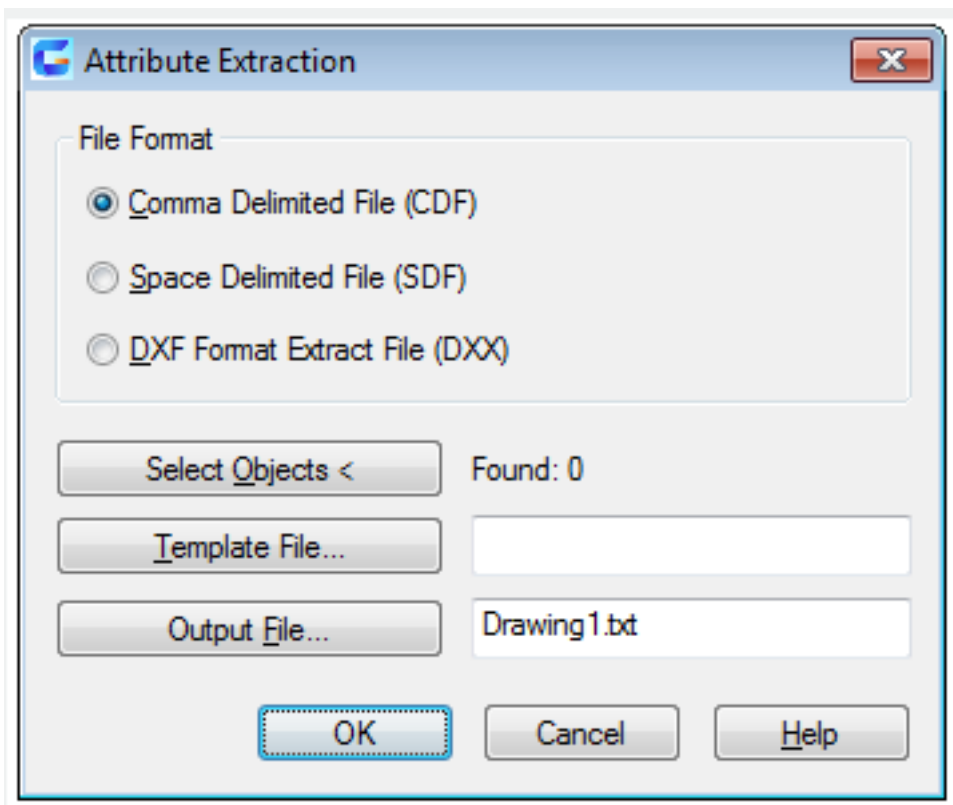 Attribute Extraction
File Format
Comma Delimited File (CDF)
Space Delimited File (SDF)
DXF Format Extract File (DXX)
Select Objects < Found: 0
Template File...
Output File... Drawing1.txt
OK Cancel Help